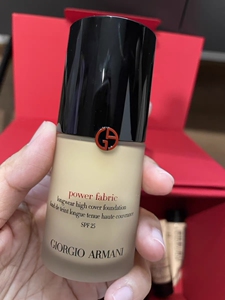 power fabric
longwear high cover foundation
fond de teint longue tenue haute couvrance
SPF 25
GIORGIO ARMANI